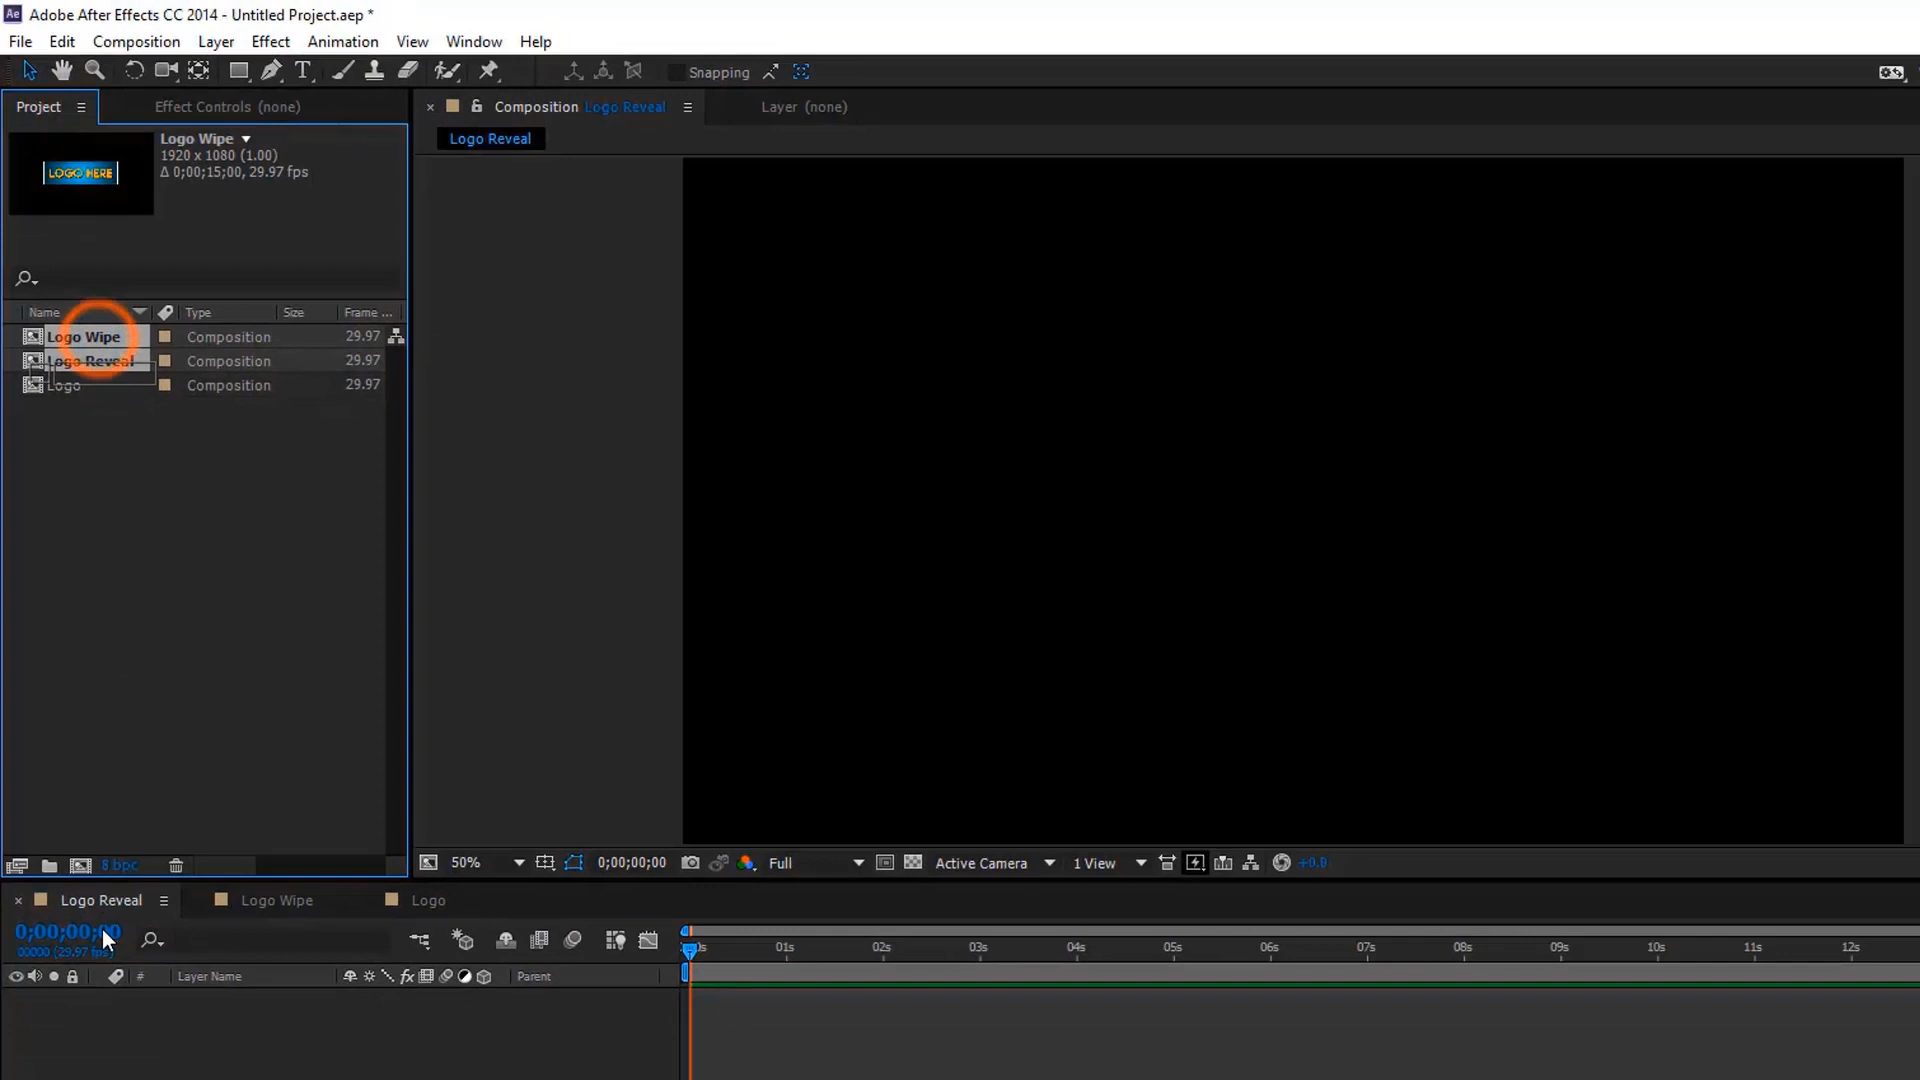 Ae Adobe After Effects CC 2014 - Untitled Project.aep *
File Edit Composition Layer Effect Animation View Window Help
T Snapping
Project Effect Controls (none) Composition Logo Reveal Layer (none)
Logo Reveal
Logo Wipe
1920 x 1080 (1.00)
Δ 0;00;15;00, 29.97 fps
LOGO HERE
Name Type Size Frame ...
Logo Wipe Composition 29.97
Logo Reveal Composition 29.97
Logo Composition 29.97
8 bpc
50% 0;00;00;00 Full Active Camera 1 View +0.0
Logo Reveal Logo Wipe Logo
0;00;00;00
00000 (29.97 fps)
01s 02s 03s 04s 05s 06s 07s 08s 09s 10s 11s 12s
# Layer Name fx Parent